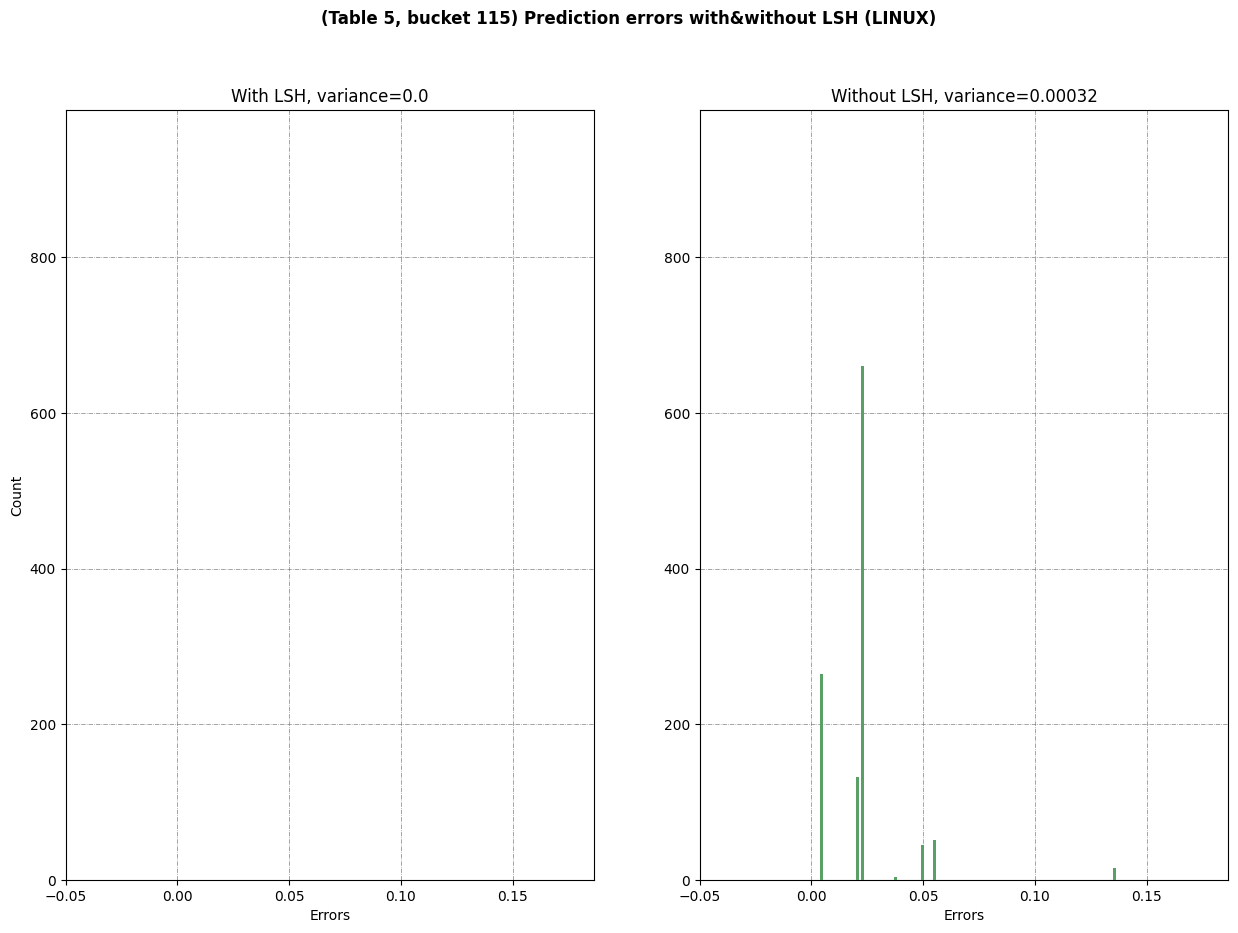 (Table 5, bucket 115) Prediction errors with&without LSH (LINUX)
With LSH, variance=0.0
Count
800
600
400
200
0
−0.05 0.00 0.05 0.10 0.15
Errors
Without LSH, variance=0.00032
800
600
400
200
0
−0.05 0.00 0.05 0.10 0.15
Errors